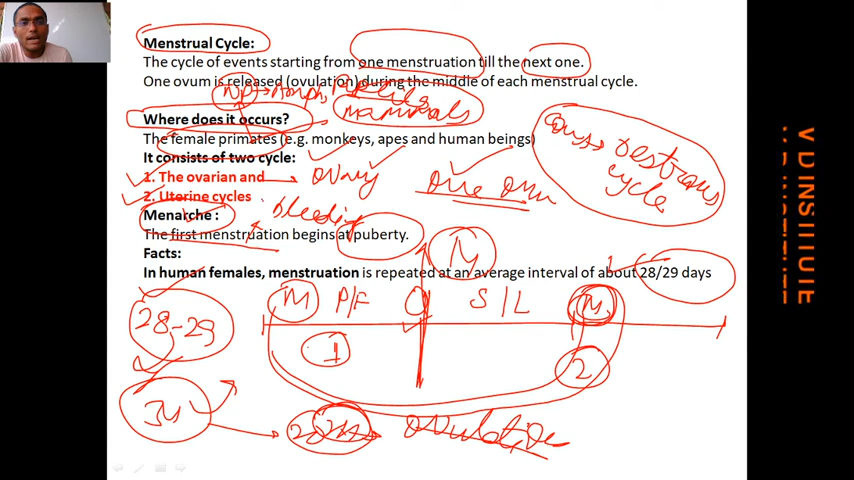 Menstrual Cycle:
The cycle of events starting from one menstruation till the next one.
One ovum is released (ovulation) during the middle of each menstrual cycle.
mammals
Where does it occurs?
The female primates (e.g. monkeys, apes and human beings)
It consists of two cycle:
1. The ovarian and
ovary
one ovum
cycle
2. Uterine cycles
bleeding
Menarche :
The first menstruation begins at puberty.
M
Facts:
In human females, menstruation is repeated at an average interval of about 28/29 days
M P/F O S/L M
28-29
1
2
ovulation
V D INSTITUTE